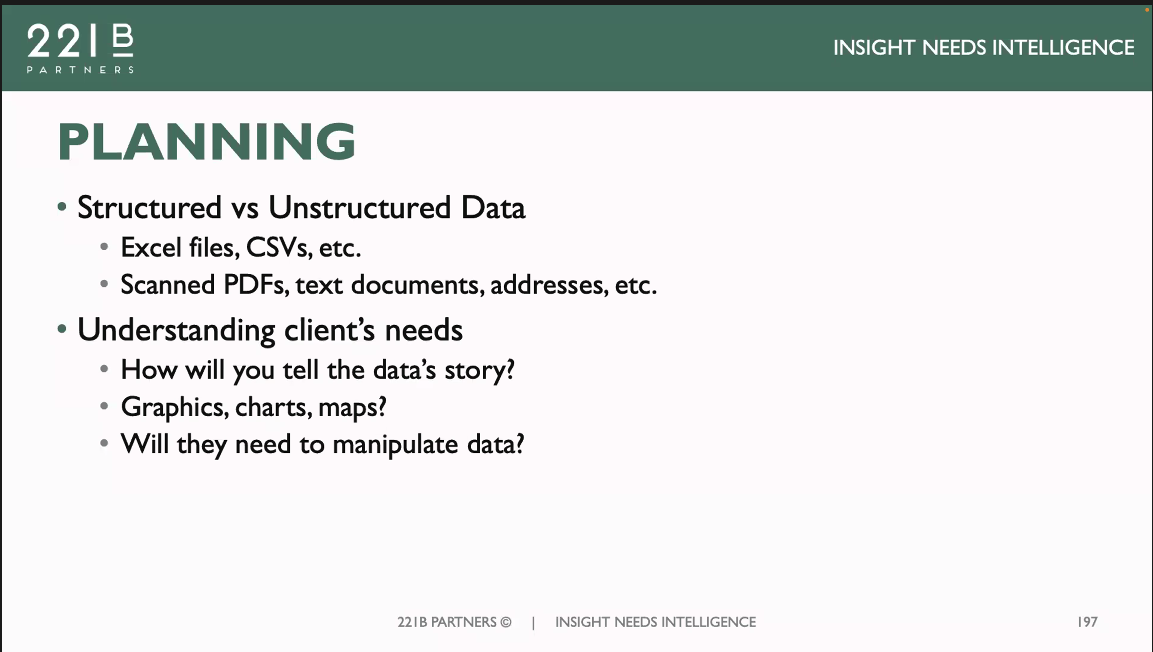 221B
PARTNERS
INSIGHT NEEDS INTELLIGENCE
PLANNING
• Structured vs Unstructured Data
• Excel files, CSVs, etc.
• Scanned PDFs, text documents, addresses, etc.
• Understanding client’s needs
• How will you tell the data’s story?
• Graphics, charts, maps?
• Will they need to manipulate data?
221B PARTNERS © | INSIGHT NEEDS INTELLIGENCE 197